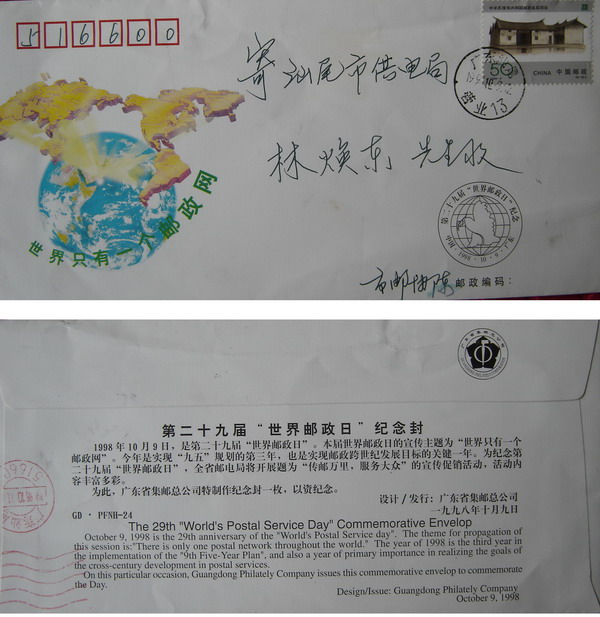 516600
寄 汕尾市供电局
林焕东 先生收
CHINA 中国邮政
50
营业 13
世界只有一个邮政网
第二十九届“世界邮政日”纪念
中国·1998·10·9·广东
邮政编码：
第二十九届“世界邮政日”纪念封
1998年10月9日，是第二十九届“世界邮政日”。本届世界邮政日的宣传主题为“世界只有一个
邮政网”。今年是实现“九五”规划的第三年，也是实现邮政跨世纪发展目标的关键一年。为纪念第
二十九届“世界邮政日”，全省邮电局将开展题为“传邮万里，服务大众”的宣传促销活动，活动内
容丰富多彩。
为此，广东省集邮总公司特制作纪念封一枚，以资纪念。
设计／发行：广东省集邮总公司
一九九八年十月九日
GD·PFNH-24
The 29th "World's Postal Service Day" Commemorative Envelop
October 9, 1998 is the 29th anniversary of the "World's Postal Service day". The theme for propagation of
this session is:"There is only one postal network throughout the world." The year of 1998 is the third year in
the implementation of the "9th Five-Year Plan", and also a year of primary importance in realizing the goals of
the cross-century development in postal services.
On this particular occasion, Guangdong Philately Company issues this commemorative envelop to commemorate
the Day.
Design/Issue: Guangdong Philately Company
October 9, 1998